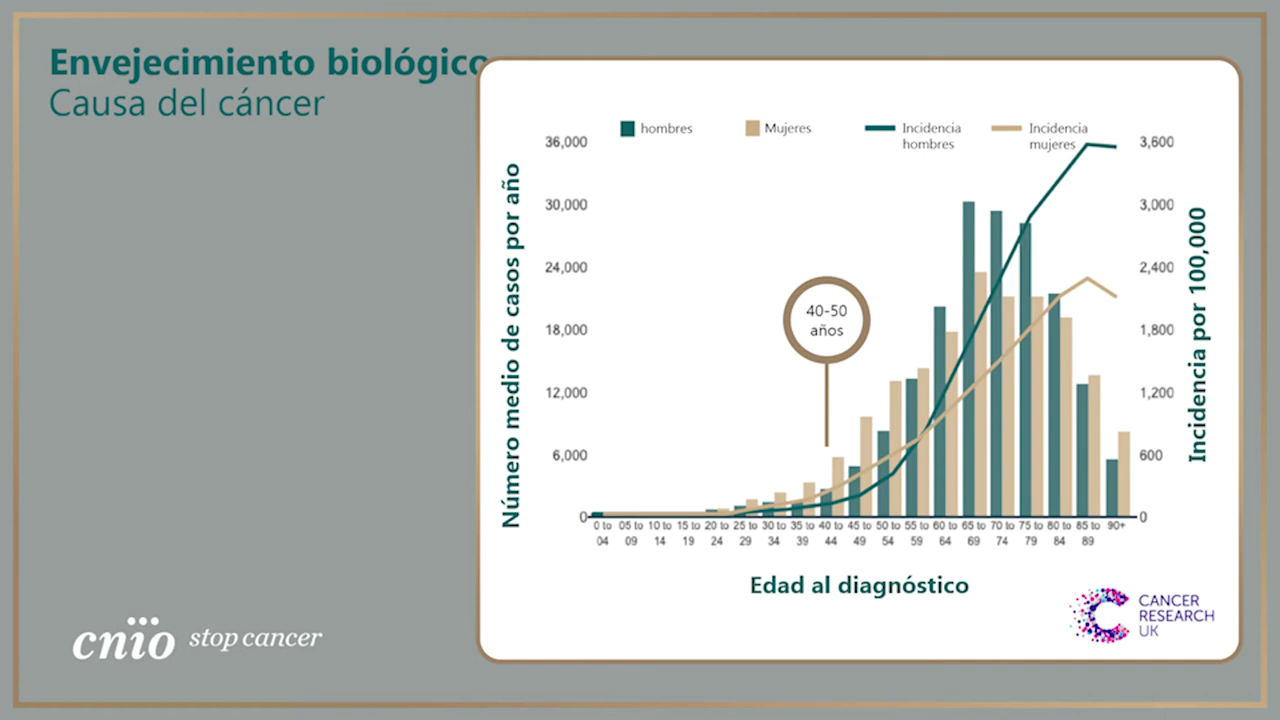 Envejecimiento biológico
Causa del cáncer
hombres
Mujeres
Incidencia
hombres
Incidencia
mujeres
Número medio de casos por año
36,000
30,000
24,000
18,000
12,000
6,000
0
3,600
3,000
2,400
1,800
1,200
600
0
Incidencia por 100,000
40-50
años
0 to 05 to 10 to 15 to 20 to 25 to 30 to 35 to 40 to 45 to 50 to 55 to 60 to 65 to 70 to 75 to 80 to 85 to 90+
04 09 14 19 24 29 34 39 44 49 54 59 64 69 74 79 84 89
Edad al diagnóstico
CANCER
RESEARCH
UK
cnio stop cancer